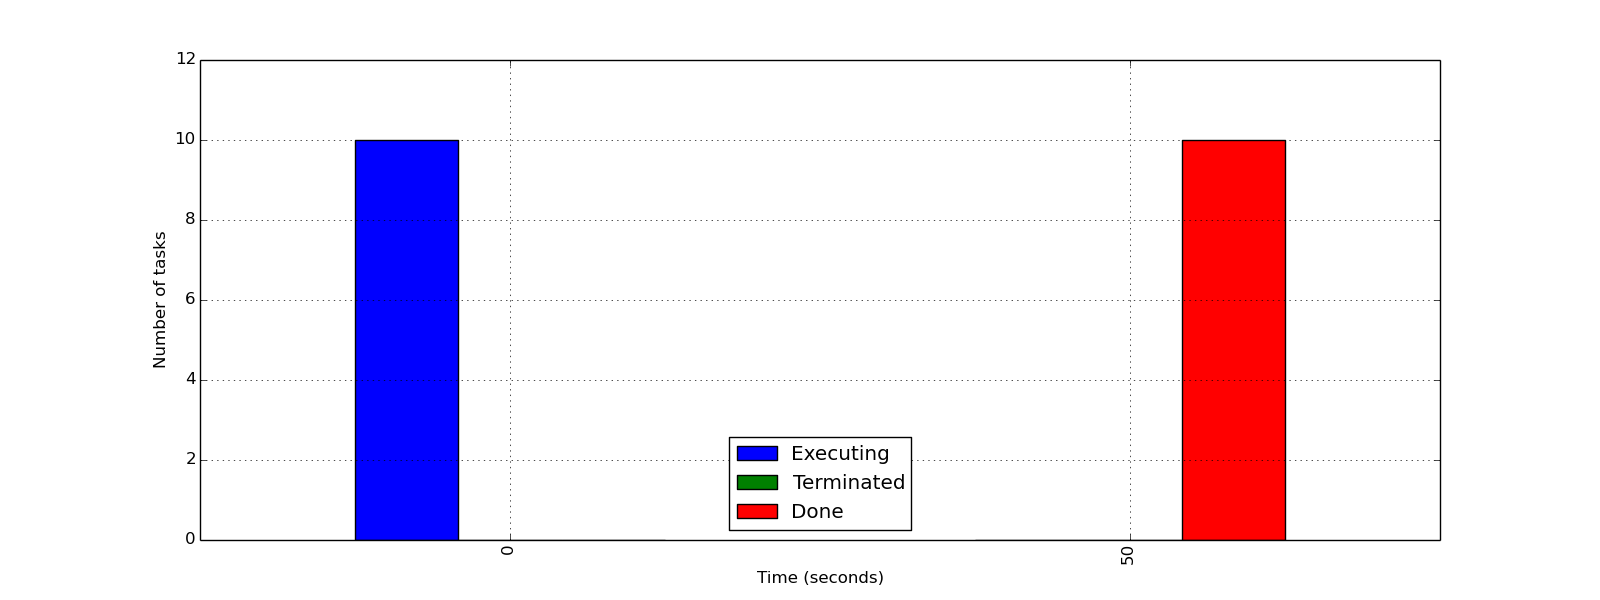 12
10
8
6
4
2
0
Number of tasks
Executing
Terminated
Done
0
50
Time (seconds)